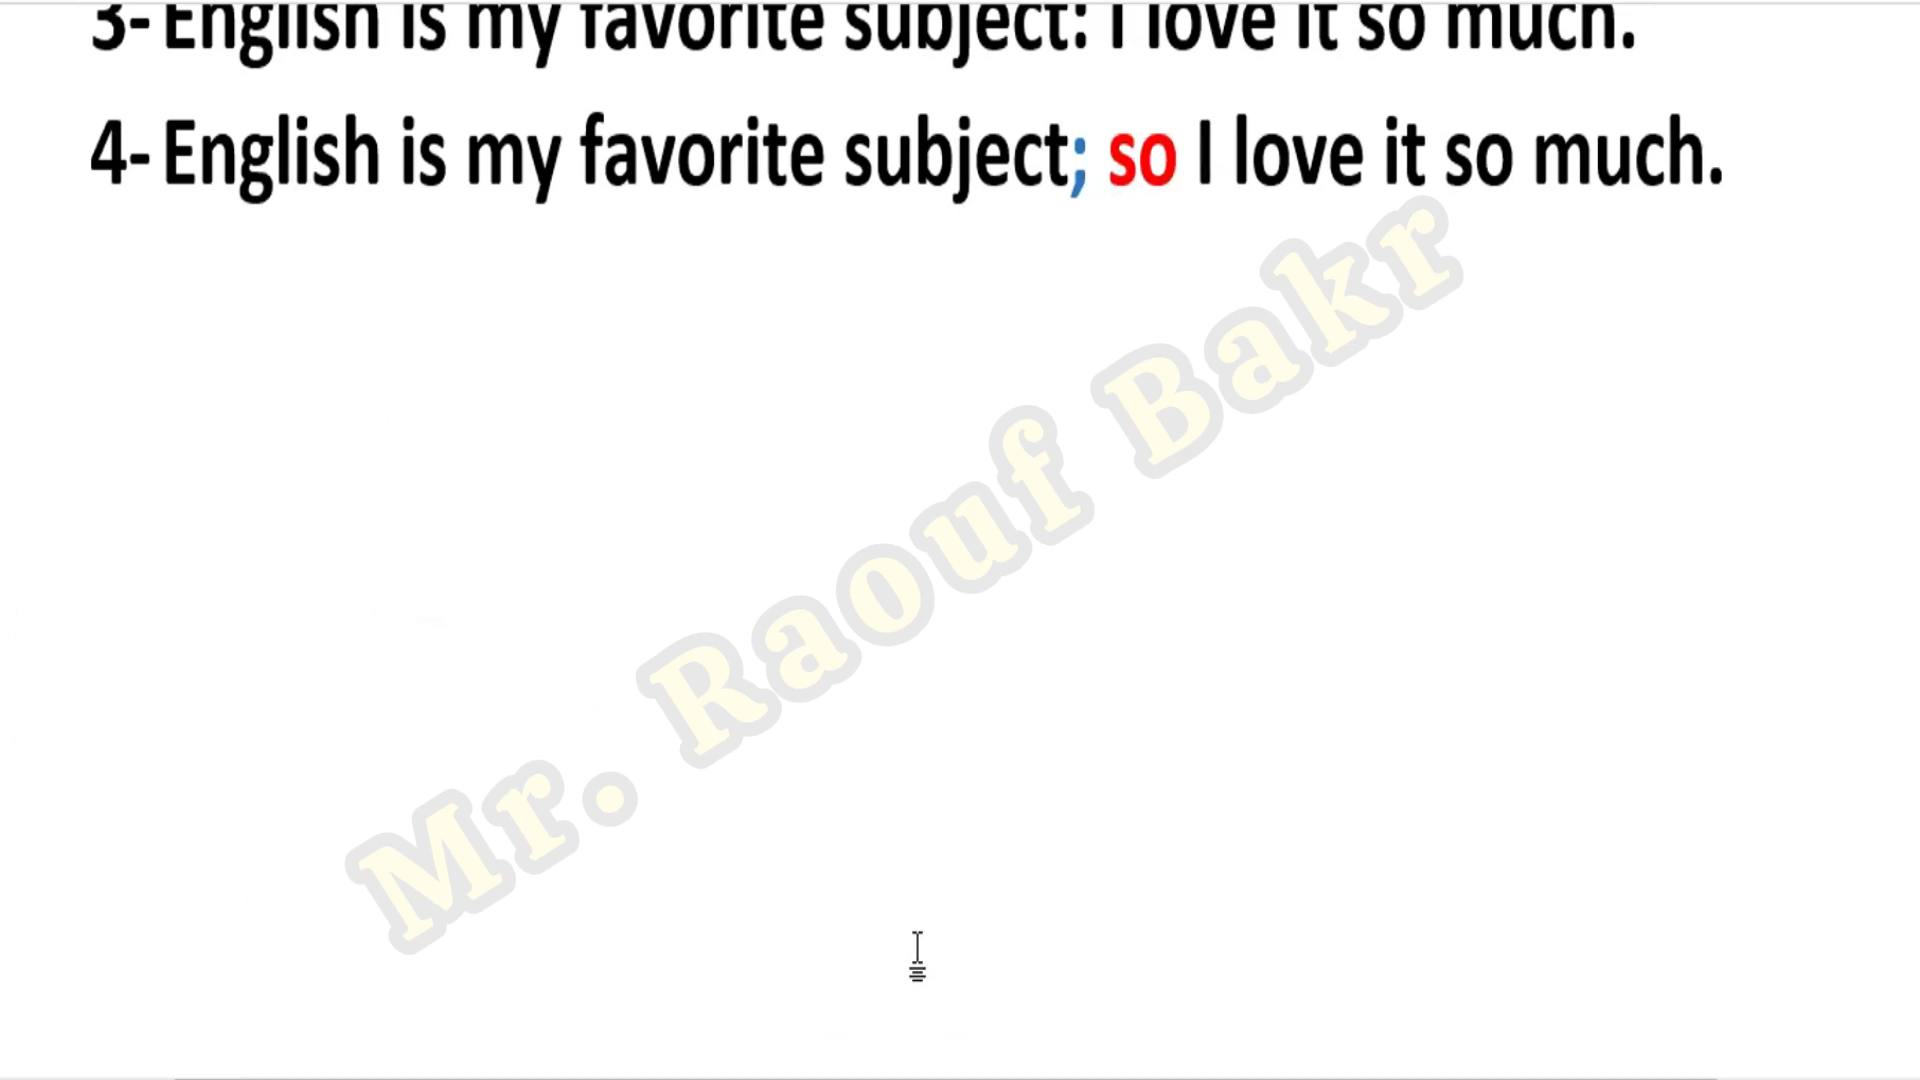 3- English is my favorite subject: I love it so much.
4- English is my favorite subject; so I love it so much.
Mr. Raouf Bakr